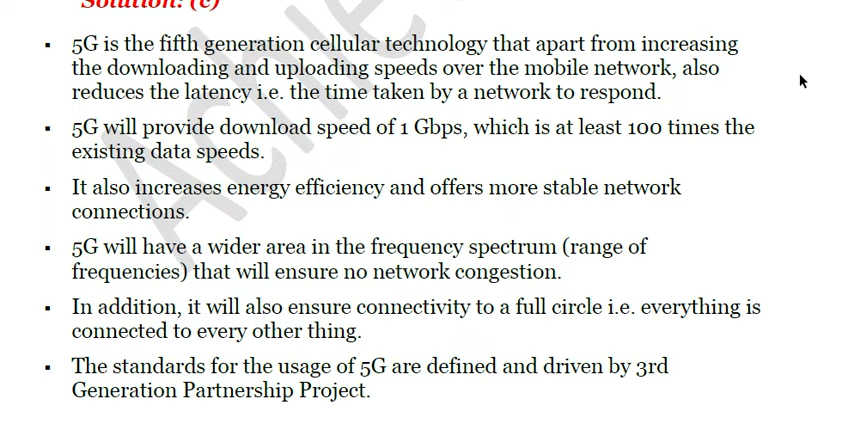 Solution: (c)
▪ 5G is the fifth generation cellular technology that apart from increasing
the downloading and uploading speeds over the mobile network, also
reduces the latency i.e. the time taken by a network to respond.
▪ 5G will provide download speed of 1 Gbps, which is at least 100 times the
existing data speeds.
▪ It also increases energy efficiency and offers more stable network
connections.
▪ 5G will have a wider area in the frequency spectrum (range of
frequencies) that will ensure no network congestion.
▪ In addition, it will also ensure connectivity to a full circle i.e. everything is
connected to every other thing.
▪ The standards for the usage of 5G are defined and driven by 3rd
Generation Partnership Project.
Achie